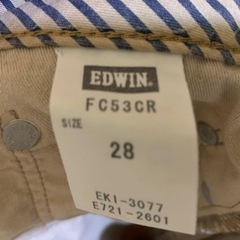 EDWIN.
FC53CR
SIZE
28
EKI-3077
E721-2601